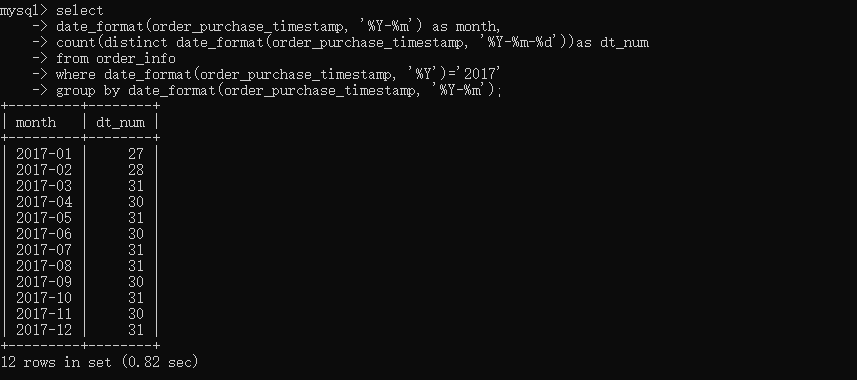 mysql> select
    -> date_format(order_purchase_timestamp, '%Y-%m') as month,
    -> count(distinct date_format(order_purchase_timestamp, '%Y-%m-%d'))as dt_num
    -> from order_info
    -> where date_format(order_purchase_timestamp, '%Y')='2017'
    -> group by date_format(order_purchase_timestamp, '%Y-%m');
+---------+--------+
| month   | dt_num |
+---------+--------+
| 2017-01 |     27 |
| 2017-02 |     28 |
| 2017-03 |     31 |
| 2017-04 |     30 |
| 2017-05 |     31 |
| 2017-06 |     30 |
| 2017-07 |     31 |
| 2017-08 |     31 |
| 2017-09 |     30 |
| 2017-10 |     31 |
| 2017-11 |     30 |
| 2017-12 |     31 |
+---------+--------+
12 rows in set (0.82 sec)